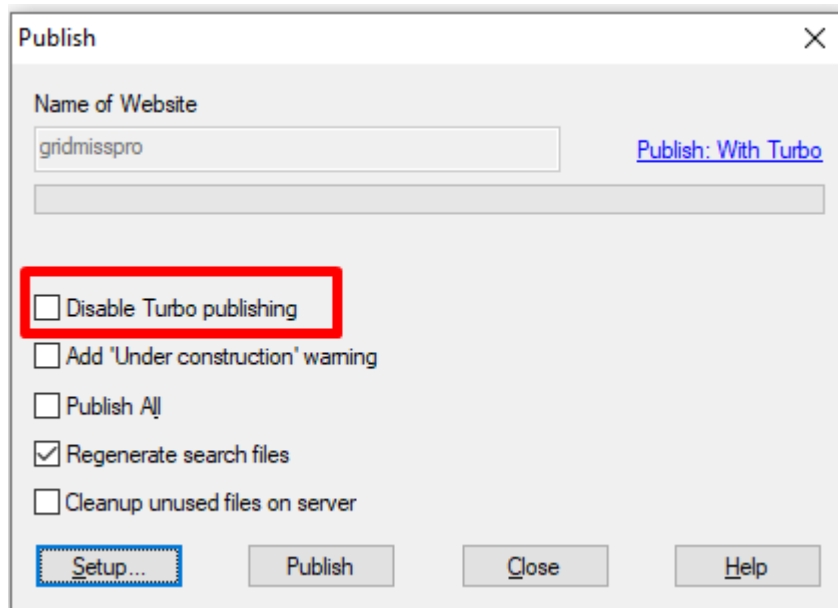 Publish
Name of Website
gridmisspro
Publish: With Turbo
Disable Turbo publishing
Add 'Under construction' warning
Publish All
Regenerate search files
Cleanup unused files on server
Setup...
Publish
Close
Help